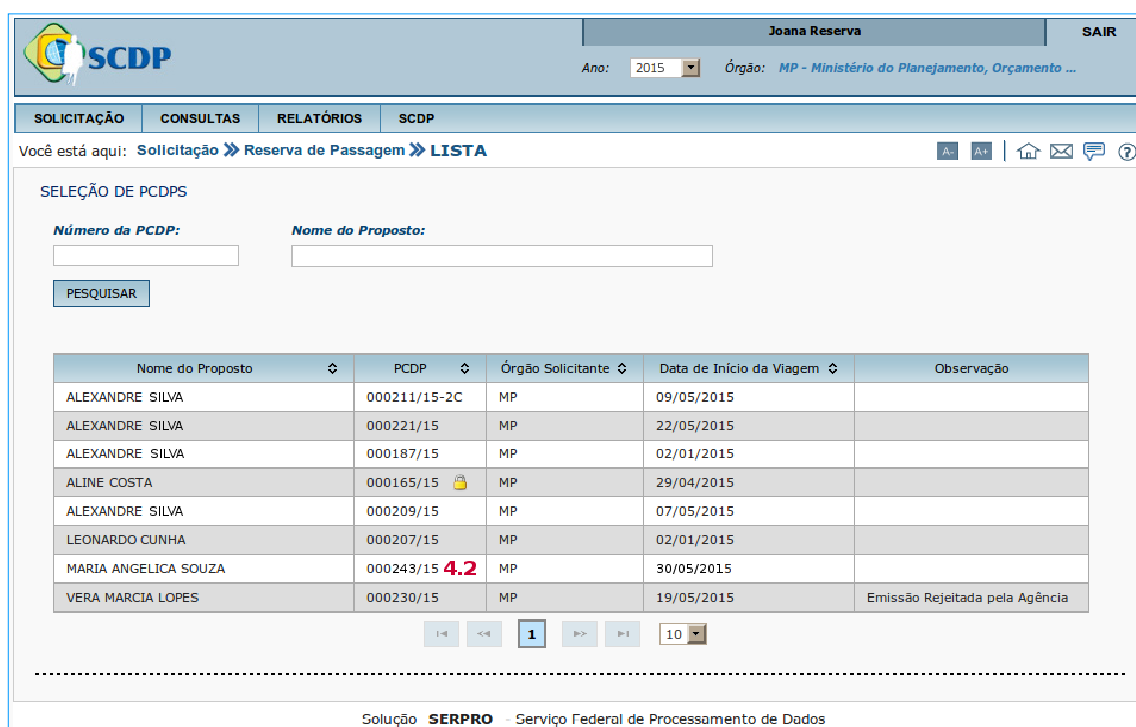 SCDP
Joana Reserva
SAIR
Ano: 2015 Órgão: MP - Ministério do Planejamento, Orçamento ...
SOLICITAÇÃO CONSULTAS RELATÓRIOS SCDP
Você está aqui: Solicitação Reserva de Passagem LISTA
A- A+
SELEÇÃO DE PCDPS
Número da PCDP: Nome do Proposto:
PESQUISAR
Nome do Proposto PCDP Órgão Solicitante Data de Início da Viagem Observação
ALEXANDRE SILVA 000211/15-2C MP 09/05/2015
ALEXANDRE SILVA 000221/15 MP 22/05/2015
ALEXANDRE SILVA 000187/15 MP 02/01/2015
ALINE COSTA 000165/15 MP 29/04/2015
ALEXANDRE SILVA 000209/15 MP 07/05/2015
LEONARDO CUNHA 000207/15 MP 02/01/2015
MARIA ANGELICA SOUZA 000243/15 4.2 MP 30/05/2015
VERA MARCIA LOPES 000230/15 MP 19/05/2015 Emissão Rejeitada pela Agência
1 10
Solução SERPRO - Serviço Federal de Processamento de Dados